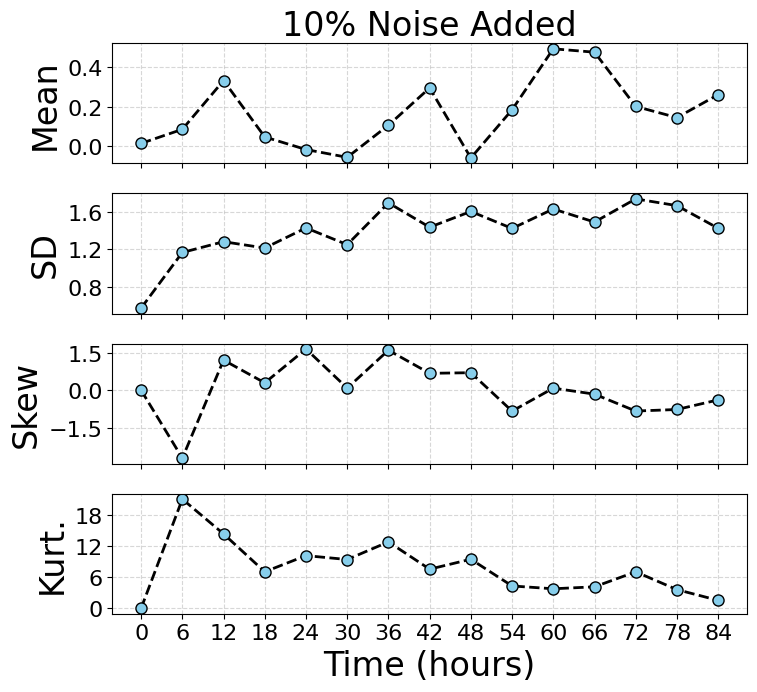 10% Noise Added
Mean
0.4
0.2
0.0
SD
1.6
1.2
0.8
Skew
1.5
0.0
−1.5
Kurt.
18
12
6
0
0 6 12 18 24 30 36 42 48 54 60 66 72 78 84
Time (hours)